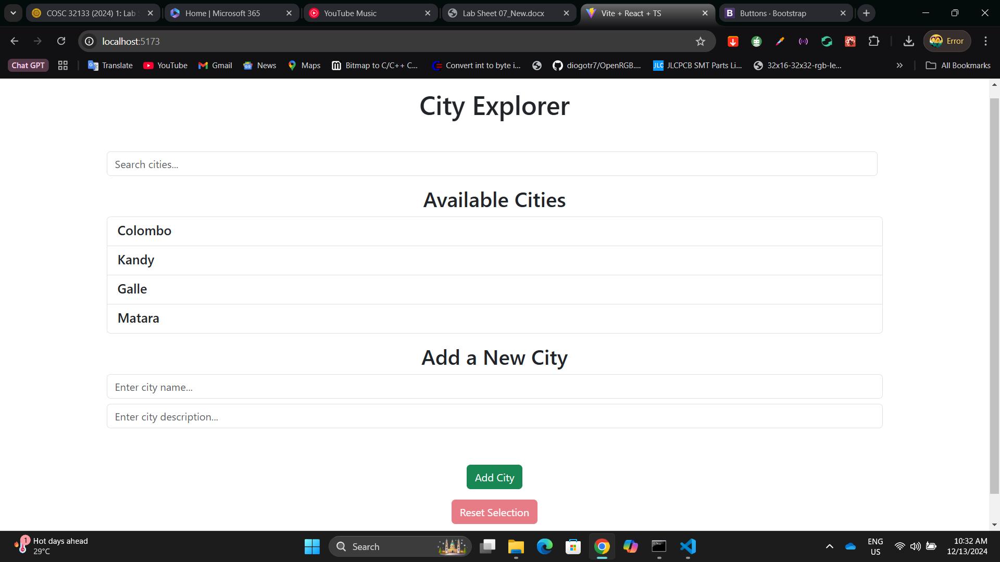 COSC 32133 (2024) 1: Lab S
Home | Microsoft 365
YouTube Music
Lab Sheet 07_New.docx
Vite + React + TS
B Buttons · Bootstrap
localhost:5173
Error
Chat GPT
Translate
YouTube
Gmail
News
Maps
Bitmap to C/C++ C...
Convert int to byte i...
diogotr7/OpenRGB....
JLC JLCPCB SMT Parts Li...
32x16-32x32-rgb-le...
All Bookmarks
City Explorer
Search cities...
Available Cities
Colombo
Kandy
Galle
Matara
Add a New City
Enter city name...
Enter city description...
Add City
Reset Selection
1
Hot days ahead
29°C
Search
ENG
US
10:32 AM
12/13/2024